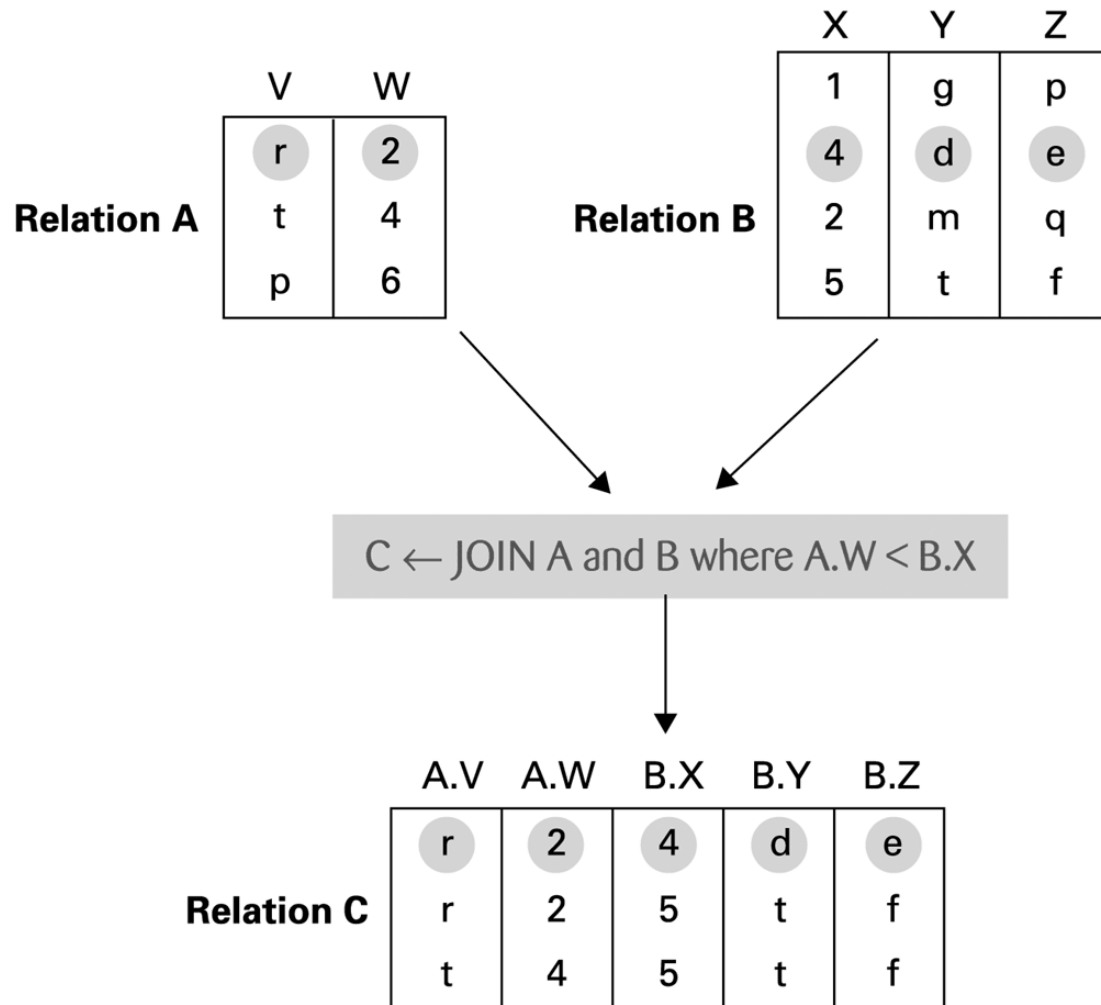 V W
r 2
Relation A t 4
p 6
X Y Z
1 g p
4 d e
Relation B 2 m q
5 t f
C ← JOIN A and B where A.W < B.X
A.V A.W B.X B.Y B.Z
r 2 4 d e
Relation C r 2 5 t f
t 4 5 t f